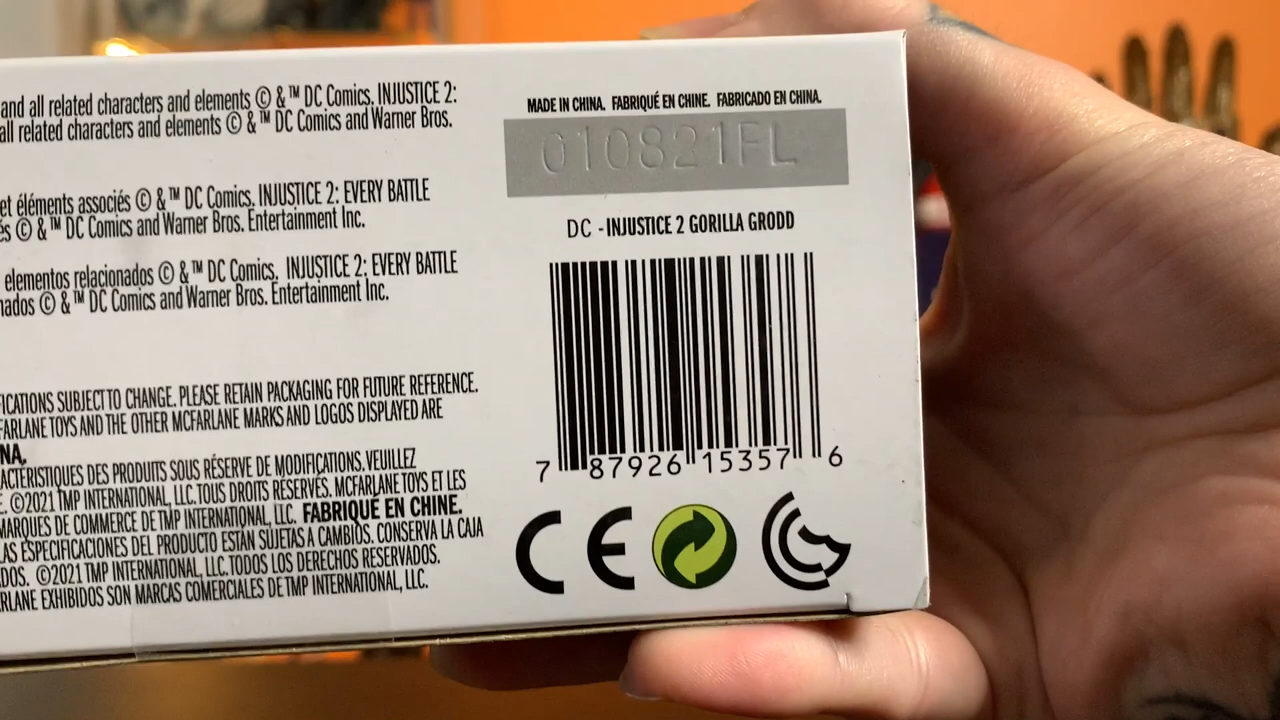 and all related characters and elements © & ™ DC Comics. INJUSTICE 2:
all related characters and elements © & ™ DC Comics and Warner Bros.
et éléments associés © & ™ DC Comics. INJUSTICE 2: EVERY BATTLE
és © & ™ DC Comics and Warner Bros. Entertainment Inc.
elementos relacionados © & ™ DC Comics. INJUSTICE 2: EVERY BATTLE
nados © & ™ DC Comics and Warner Bros. Entertainment Inc.
FICATIONS SUBJECT TO CHANGE. PLEASE RETAIN PACKAGING FOR FUTURE REFERENCE.
FARLANE TOYS AND THE OTHER MCFARLANE MARKS AND LOGOS DISPLAYED ARE
NA.
ACTÉRISTIQUES DES PRODUITS SOUS RÉSERVE DE MODIFICATIONS. VEUILLEZ
E. ©2021 TMP INTERNATIONAL, LLC. TOUS DROITS RÉSERVÉS. MCFARLANE TOYS ET LES
MARQUES DE COMMERCE DE TMP INTERNATIONAL, LLC. FABRIQUÉ EN CHINE.
LAS ESPECIFICACIONES DEL PRODUCTO ESTÁN SUJETAS A CAMBIOS. CONSERVA LA CAJA
DOS. ©2021 TMP INTERNATIONAL, LLC. TODOS LOS DERECHOS RESERVADOS.
RLANE EXHIBIDOS SON MARCAS COMERCIALES DE TMP INTERNATIONAL, LLC.
MADE IN CHINA. FABRIQUÉ EN CHINE. FABRICADO EN CHINA.
010821FL
DC - INJUSTICE 2 GORILLA GRODD
7 87926 15357 6
CE